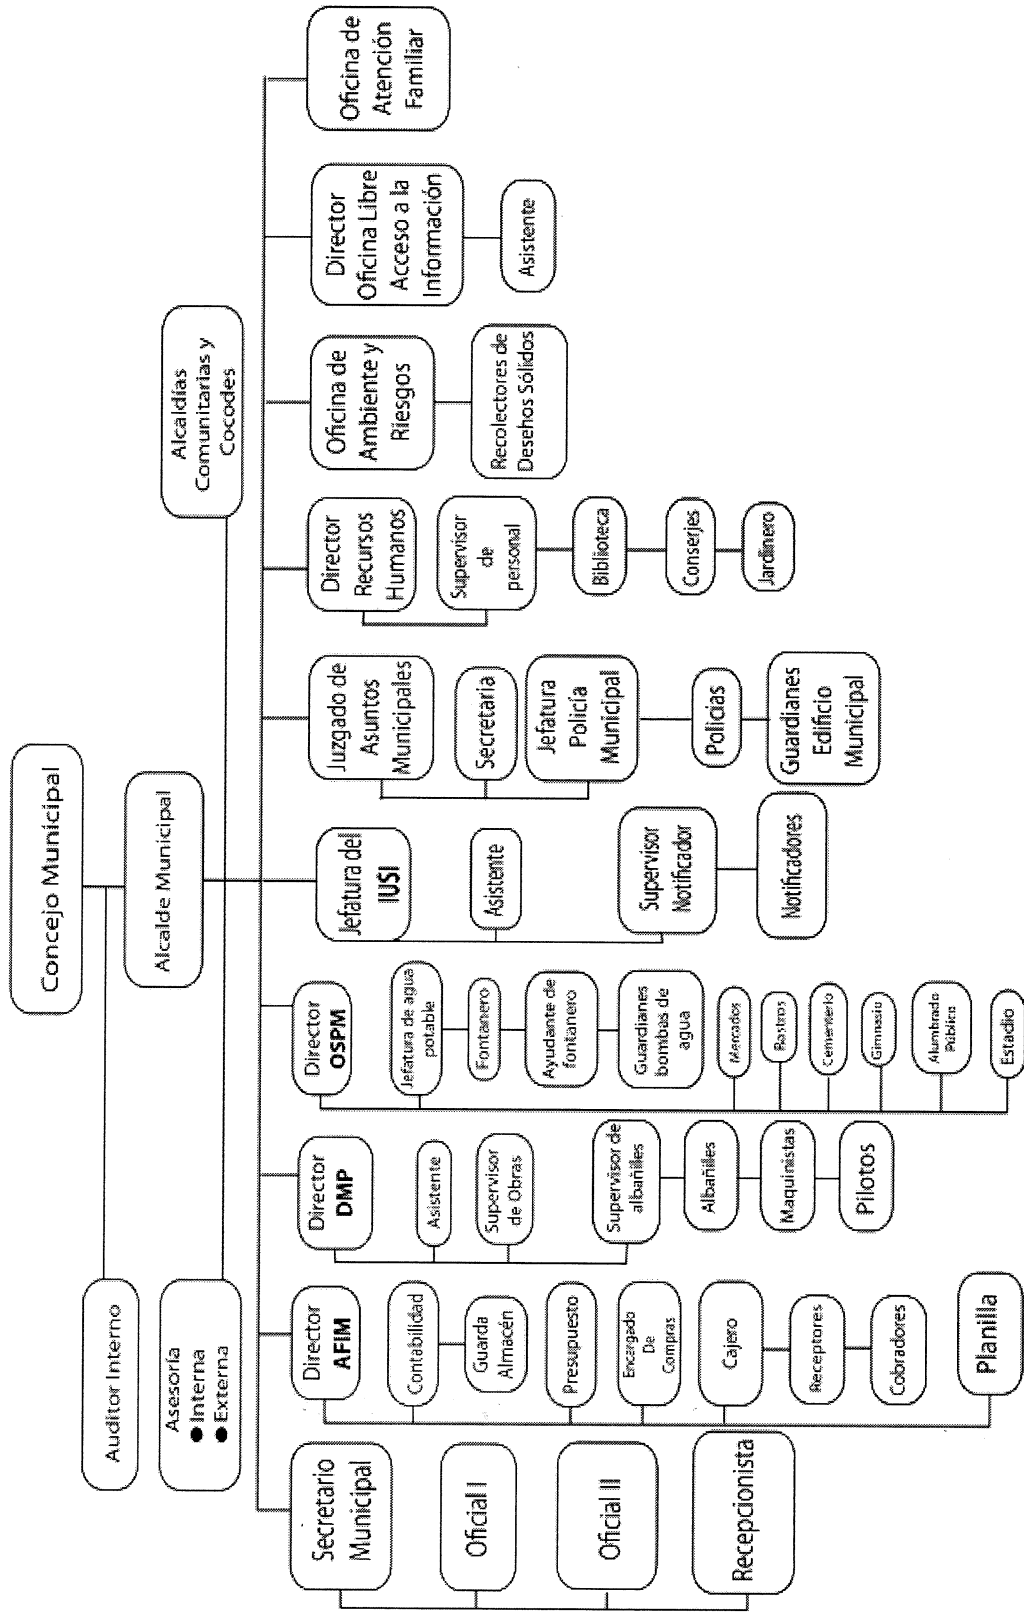 Concejo Municipal
Auditor Interno
Alcalde Municipal
Asesoría
● Interna
● Externa
Alcaldías
Comunitarias y
Cocodes
Secretario
Municipal
Oficial I
Oficial II
Recepcionista
Director
AFIM
Contabilidad
Guarda
Almacén
Presupuesto
Encargado
De
Compras
Cajero
Receptores
Cobradores
Planilla
Director
DMP
Asistente
Supervisor
de Obras
Supervisor de
albañilles
Albañilles
Maquinistas
Pilotos
Director
OSPM
Jefatura de agua
potable
Fontanero
Ayudante de
fontanero
Guardianes
bombas de
agua
Mercados
Rastros
Cementerio
Gimnasio
Alumbrado
Público
Estadio
Jefatura del
IUSI
Asistente
Supervisor
Notificador
Notificadores
Juzgado de
Asuntos
Municipales
Secretaria
Jefatura
Policía
Municipal
Policías
Guardianes
Edificio
Municipal
Director
Recursos
Humanos
Supervisor
de
personal
Biblioteca
Conserjes
Jardinero
Oficina de
Ambiente y
Riesgos
Recolectores de
Desehos Sólidos
Director
Oficina Libre
Acceso a la
Información
Asistente
Oficina de
Atención
Familiar